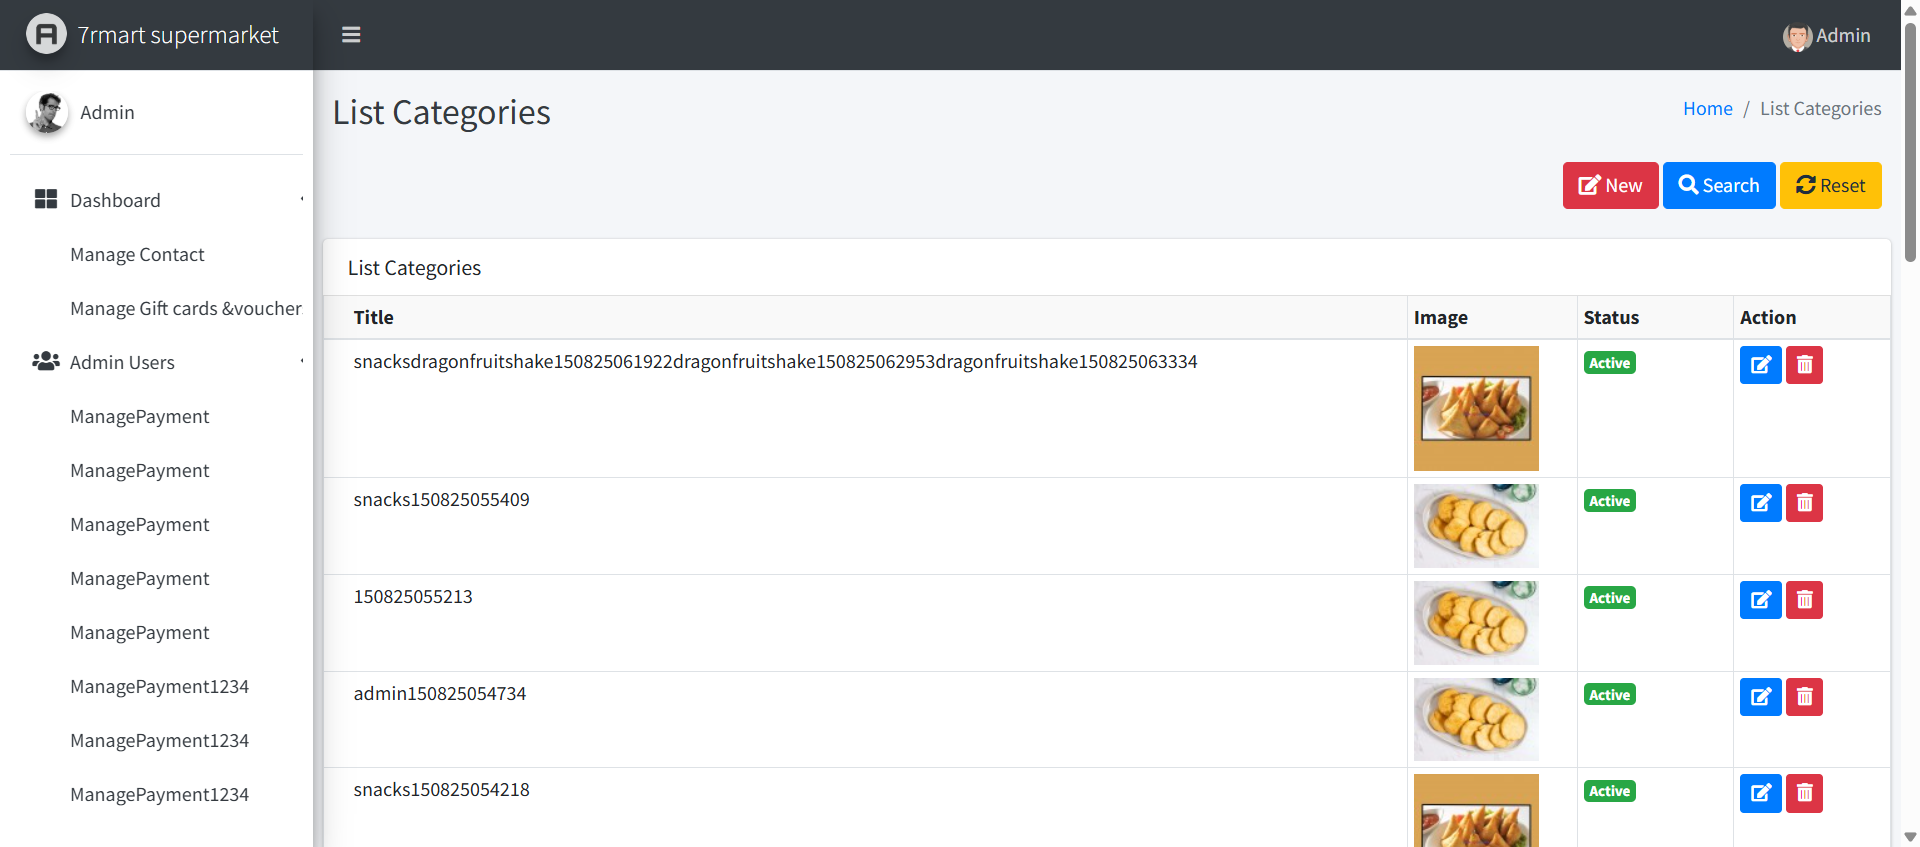 7rmart supermarket
Admin
Admin
List Categories
Home / List Categories
New Search Reset
Dashboard
Manage Contact
Manage Gift cards &voucher
Admin Users
ManagePayment
ManagePayment
ManagePayment
ManagePayment
ManagePayment
ManagePayment1234
ManagePayment1234
ManagePayment1234
List Categories
Title Image Status Action
snacksdragonfruitshake150825061922dragonfruitshake150825062953dragonfruitshake150825063334 Active
snacks150825055409 Active
150825055213 Active
admin150825054734 Active
snacks150825054218 Active